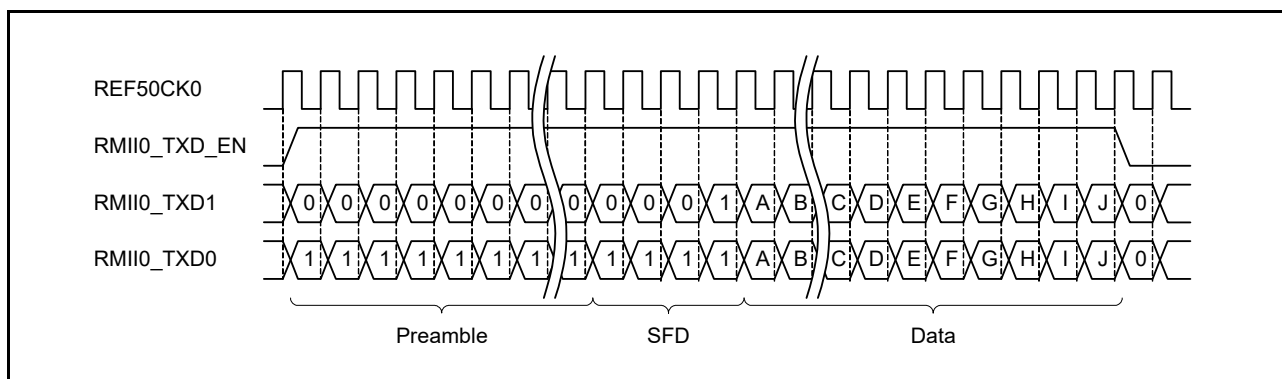 REF50CK0
RMII0_TXD_EN
RMII0_TXD1 0 0 0 0 0 0 0 0 0 0 0 1 A B C D E F G H I J 0
RMII0_TXD0 1 1 1 1 1 1 1 1 1 1 1 1 A B C D E F G H I J 0
Preamble SFD Data